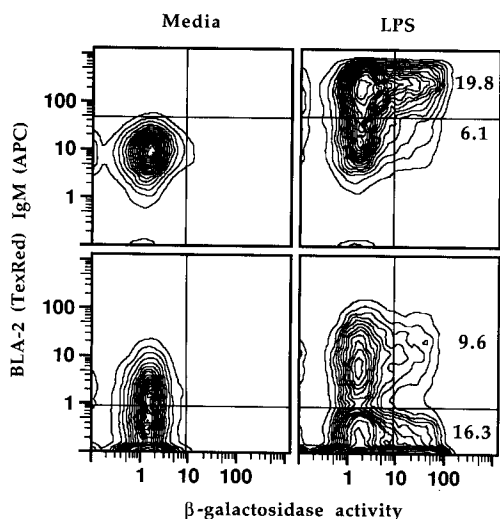 Media LPS
BLA-2 (TexRed) IgM (APC)
100
10
1
19.8
6.1
100
10
1
9.6
16.3
1 10 100 1 10 100
β-galactosidase activity